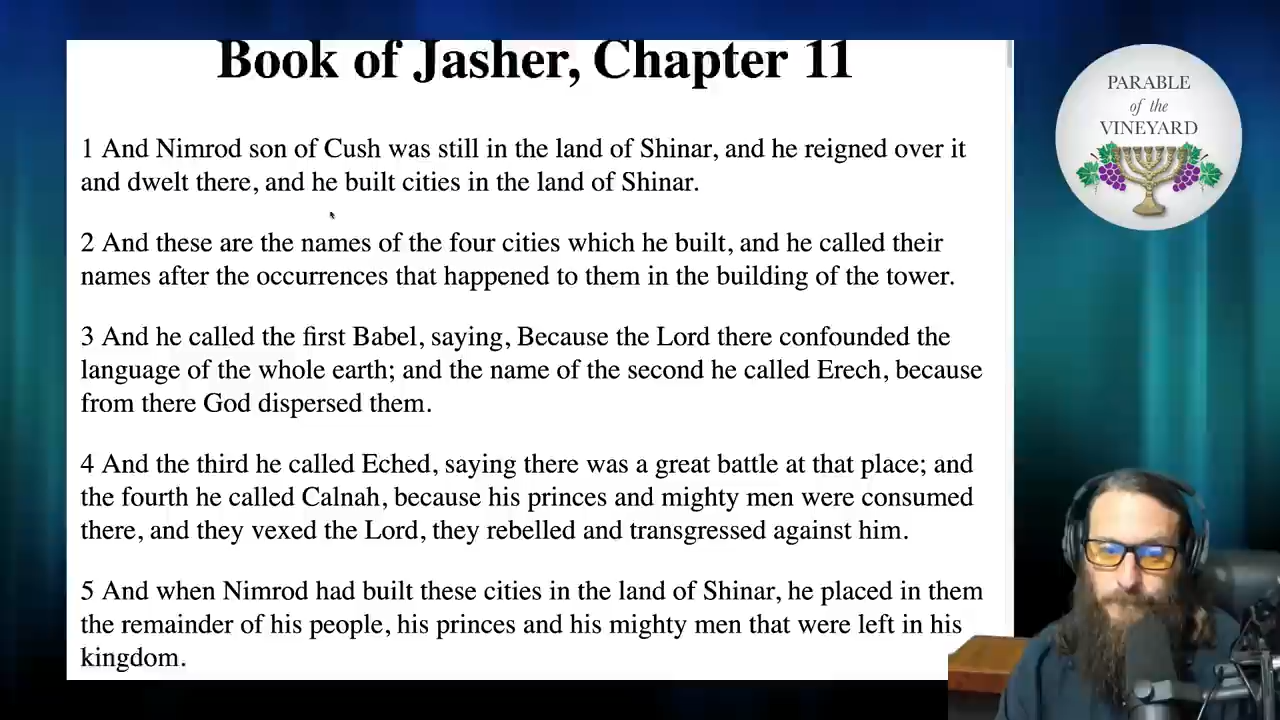 Book of Jasher, Chapter 11
1 And Nimrod son of Cush was still in the land of Shinar, and he reigned over it
and dwelt there, and he built cities in the land of Shinar.
2 And these are the names of the four cities which he built, and he called their
names after the occurrences that happened to them in the building of the tower.
3 And he called the first Babel, saying, Because the Lord there confounded the
language of the whole earth; and the name of the second he called Erech, because
from there God dispersed them.
4 And the third he called Eched, saying there was a great battle at that place; and
the fourth he called Calnah, because his princes and mighty men were consumed
there, and they vexed the Lord, they rebelled and transgressed against him.
5 And when Nimrod had built these cities in the land of Shinar, he placed in them
the remainder of his people, his princes and his mighty men that were left in his
kingdom.
PARABLE
of the
VINEYARD